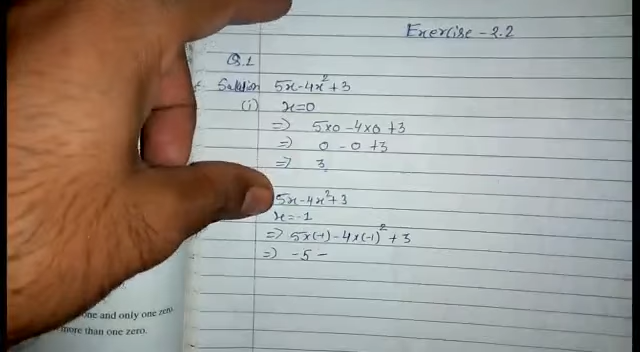 Exercise - 2.2
Q.1
Solution 5x-4x²+3
(i) x=0
⇒ 5×0 -4×0 +3
⇒ 0 - 0 +3
⇒ 3
5x-4x²+3
x=-1
⇒ 5×(-1) -4×(-1)² +3
⇒ -5 -
one and only one zero.
more than one zero.